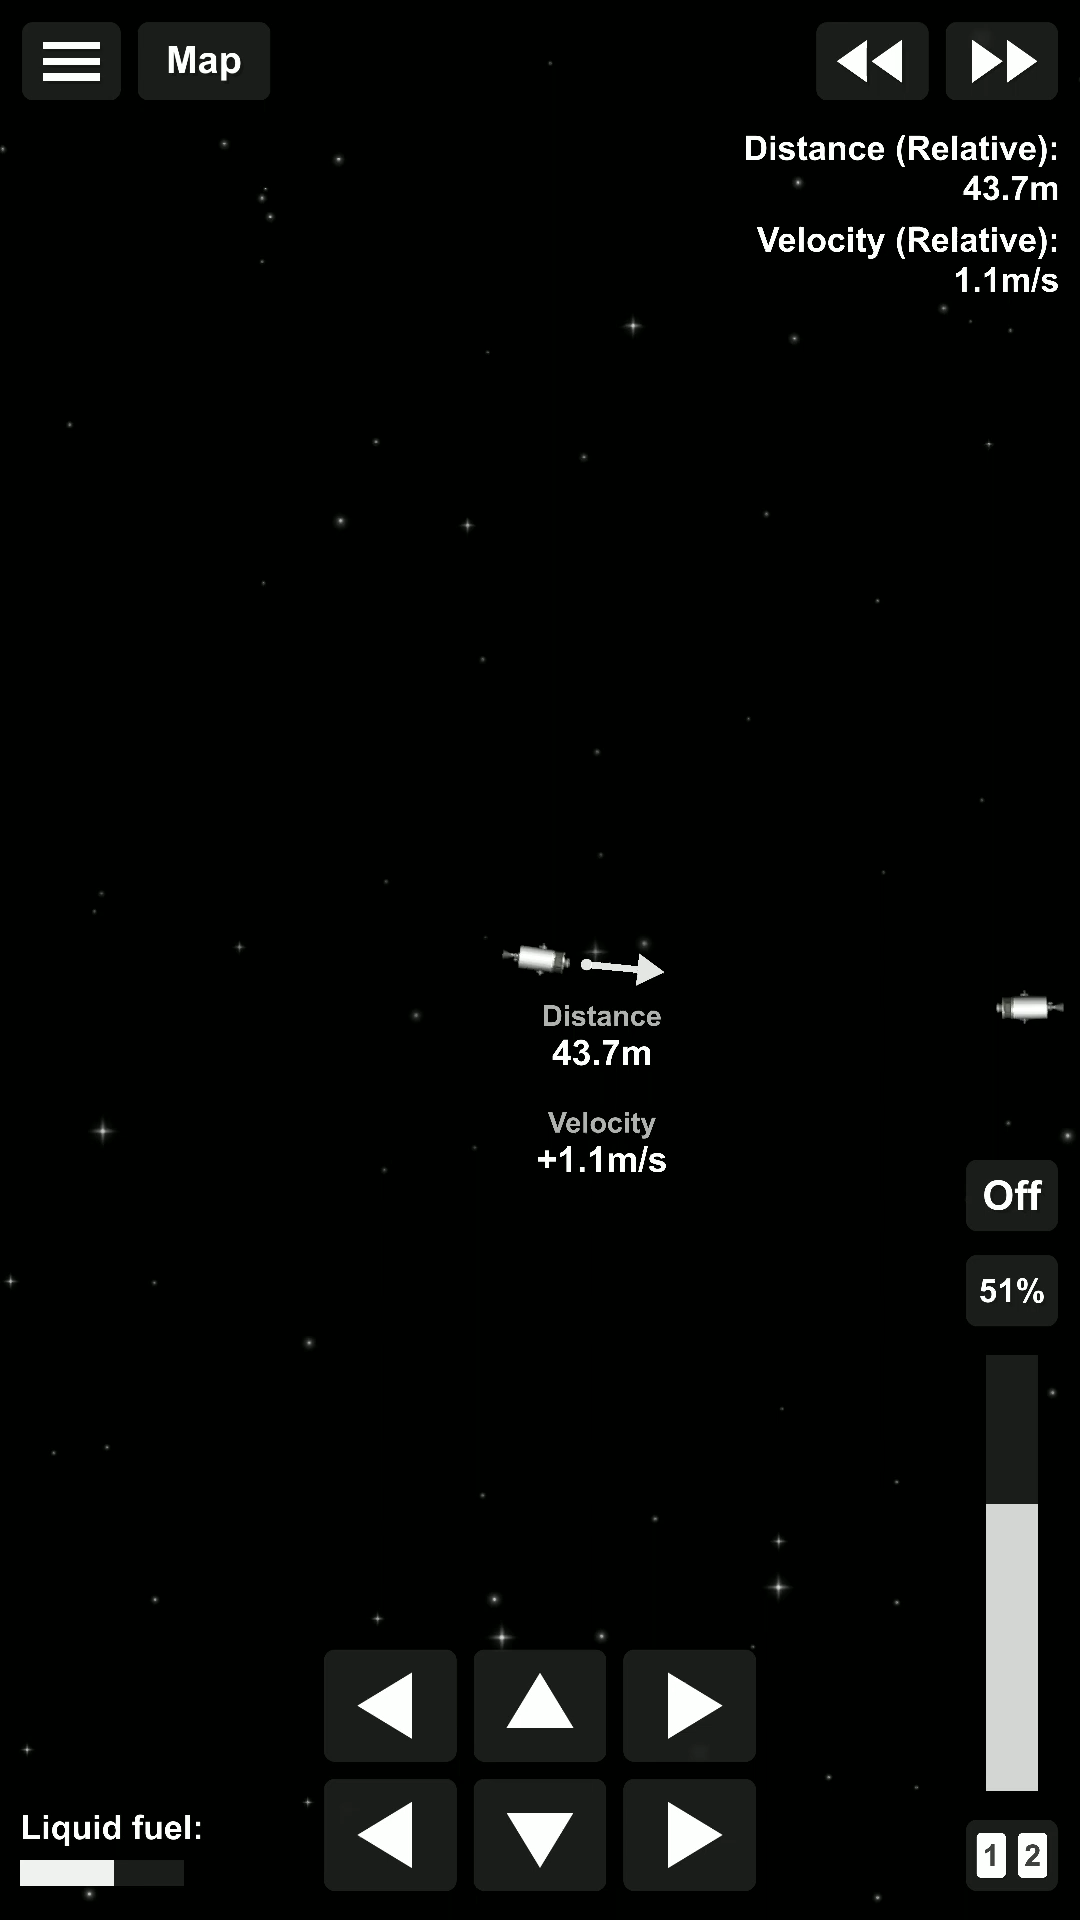 Map
Distance (Relative):
43.7m
Velocity (Relative):
1.1m/s
Distance
43.7m
Velocity
+1.1m/s
Off
51%
Liquid fuel:
1 2